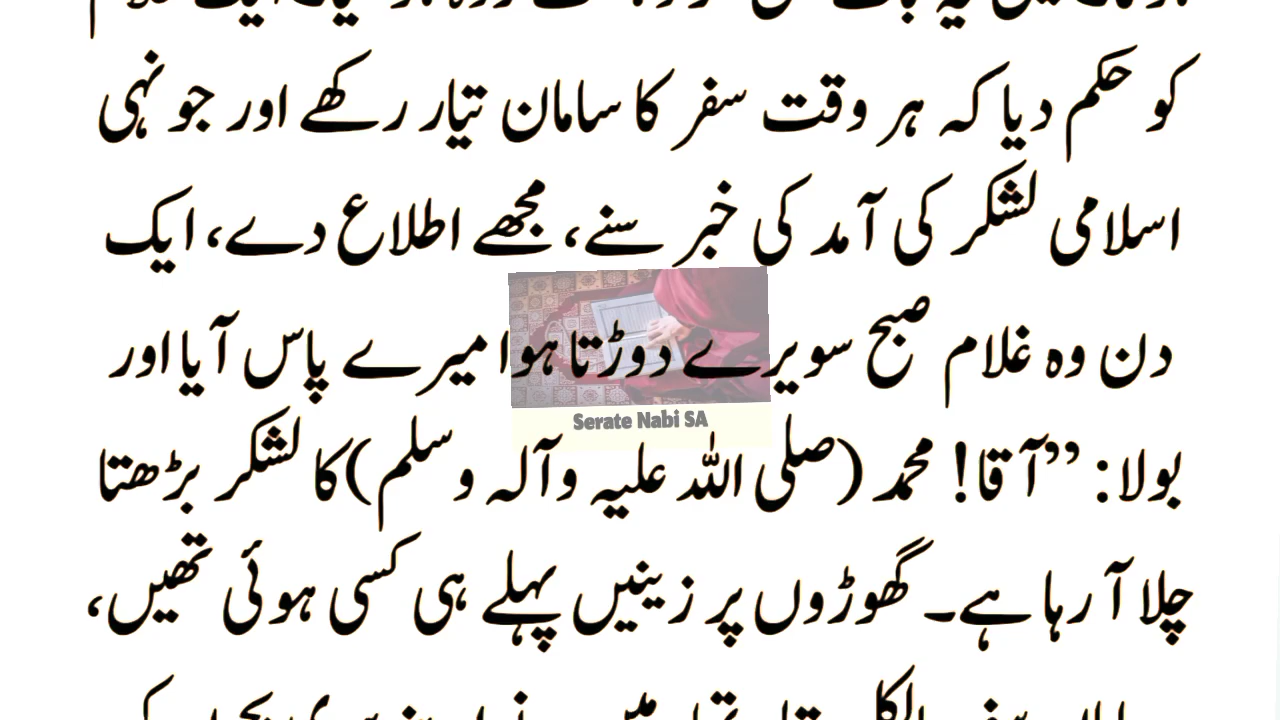 کو حکم دیا کہ ہر وقت سفر کا سامان تیار رکھے اور جونہی
اسلامی لشکر کی آمد کی خبر سنے، مجھے اطلاع دے، ایک
دن وہ غلام صبح سویرے دوڑتا ہوا میرے پاس آیا اور
Serate Nabi SA
بولا: ”آقا! محمد (صلی اللہ علیہ وآلہ وسلم) کا لشکر بڑھتا
چلا آ رہا ہے۔ گھوڑوں پر زینیں پہلے ہی کسی ہوئی تھیں،